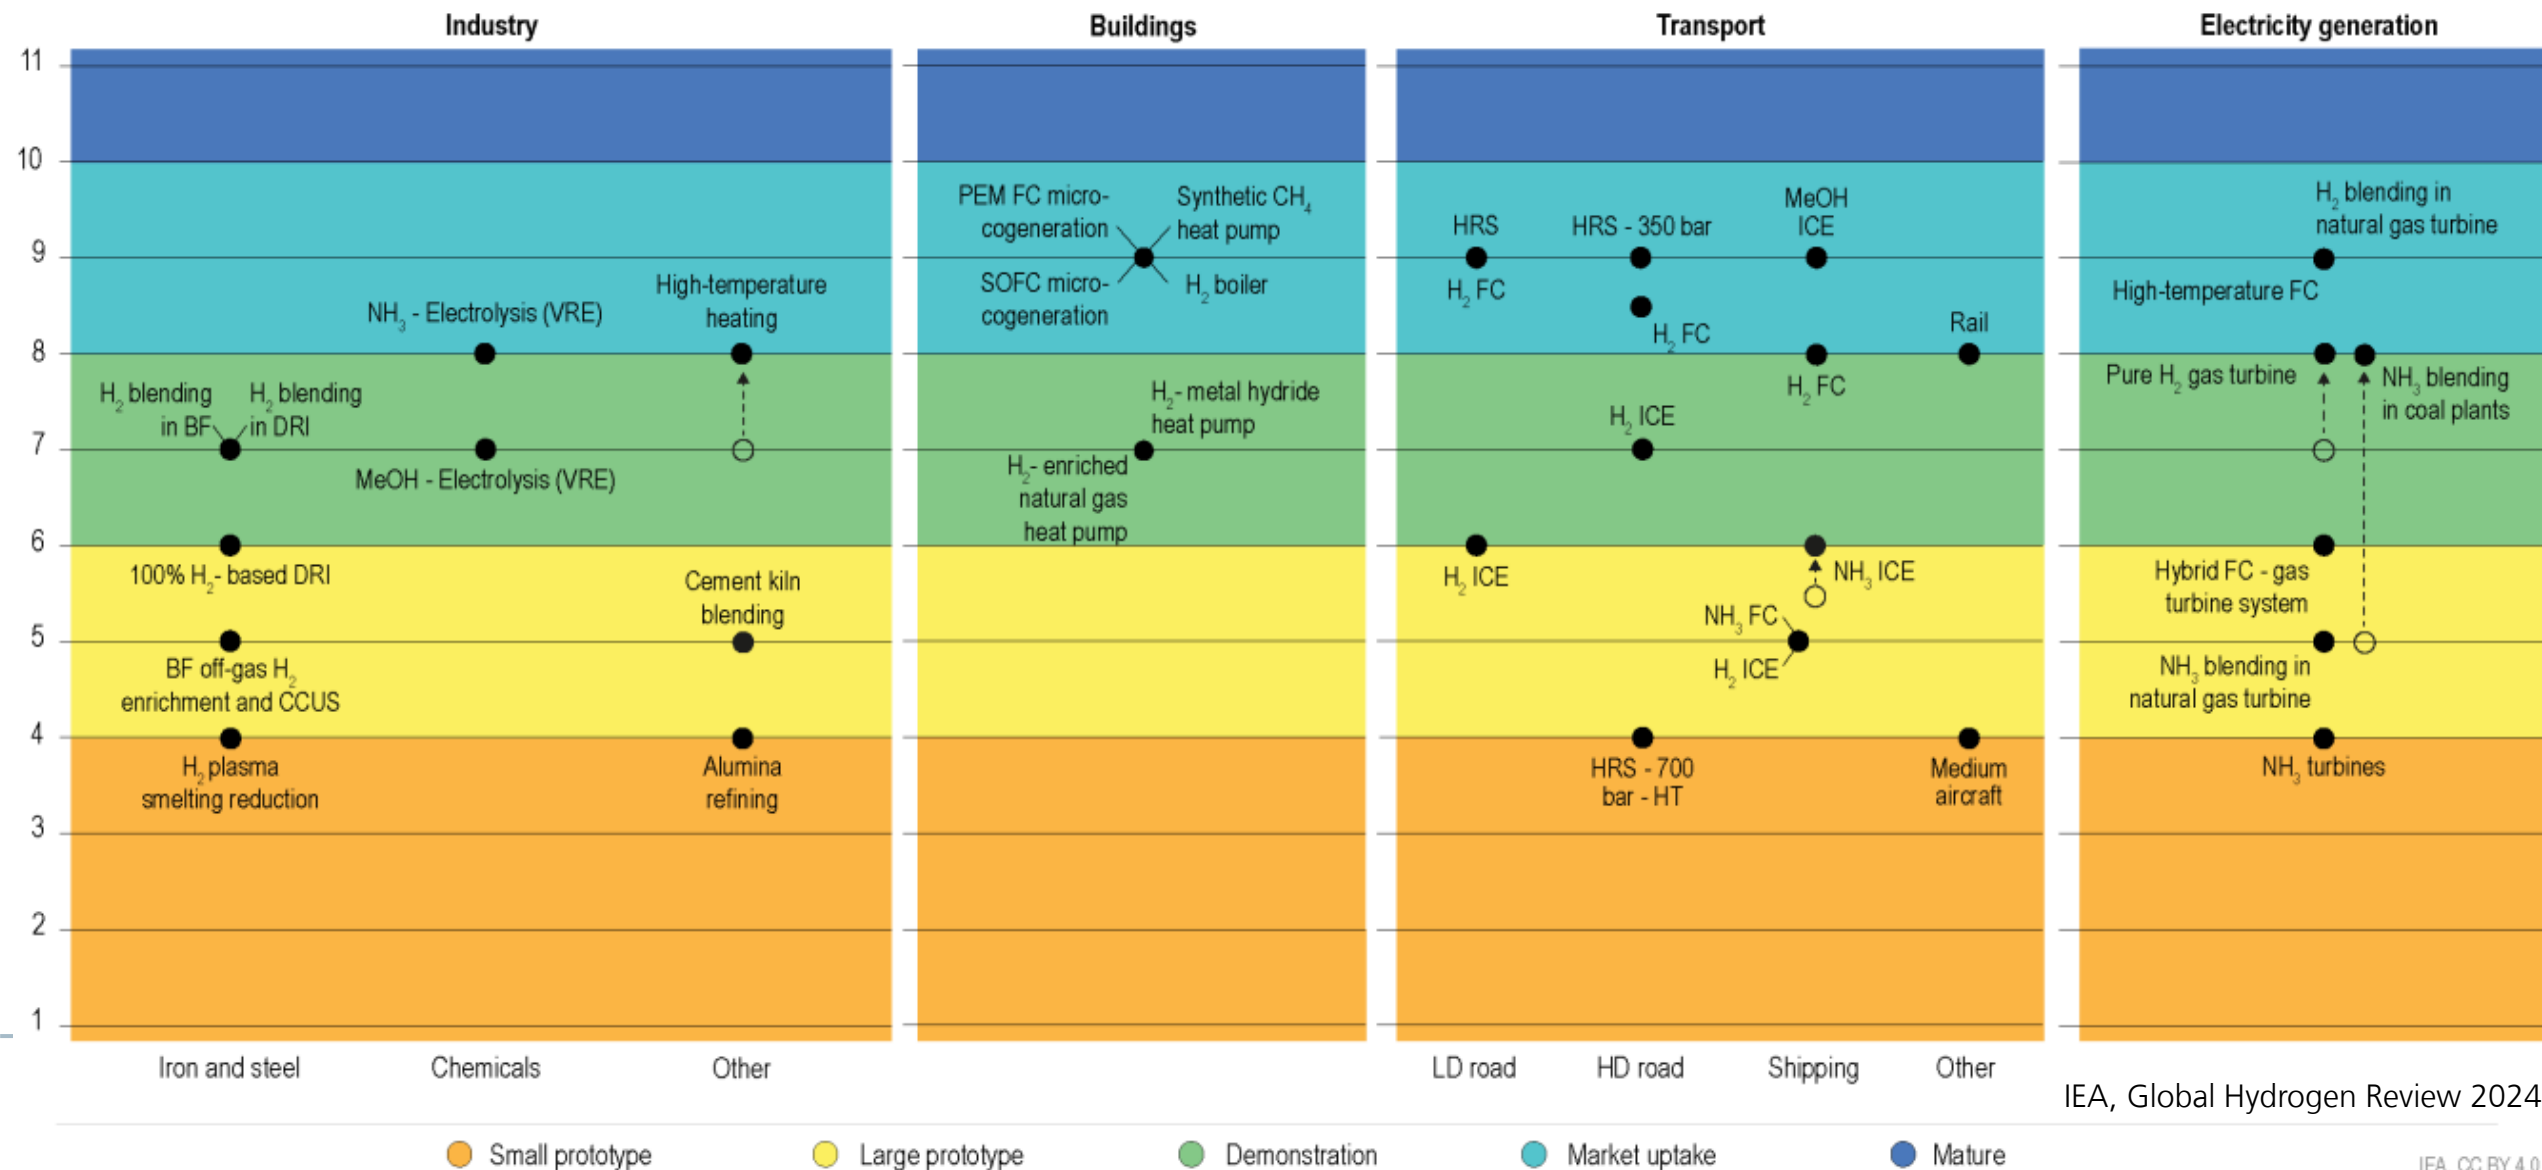 Industry
Buildings
Transport
Electricity generation
11
10
9
8
7
6
5
4
3
2
1
H₂ blending
in BF
H₂ blending
in DRI
100% H₂- based DRI
BF off-gas H₂
enrichment and CCUS
H₂ plasma
smelting reduction
NH₃ - Electrolysis (VRE)
MeOH - Electrolysis (VRE)
High-temperature
heating
Cement kiln
blending
Alumina
refining
Iron and steel
Chemicals
Other
PEM FC micro-
cogeneration
Synthetic CH₄
heat pump
SOFC micro-
cogeneration
H₂ boiler
H₂- metal hydride
heat pump
H₂- enriched
natural gas
heat pump
HRS
H₂ FC
H₂ ICE
HRS - 350 bar
H₂ FC
H₂ ICE
HRS - 700
bar - HT
MeOH
ICE
H₂ FC
NH₃ ICE
NH₃ FC
H₂ ICE
Rail
Medium
aircraft
LD road
HD road
Shipping
Other
H₂ blending in
natural gas turbine
High-temperature FC
Pure H₂ gas turbine
NH₃ blending
in coal plants
Hybrid FC - gas
turbine system
NH₃ blending in
natural gas turbine
NH₃ turbines
IEA, Global Hydrogen Review 2024
Small prototype
Large prototype
Demonstration
Market uptake
Mature
IEA. CC BY 4.0